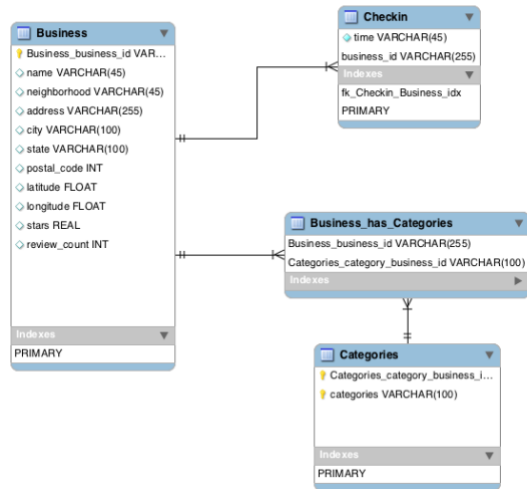 Business
Business_business_id VAR...
name VARCHAR(45)
neighborhood VARCHAR(45)
address VARCHAR(255)
city VARCHAR(100)
state VARCHAR(100)
postal_code INT
latitude FLOAT
longitude FLOAT
stars REAL
review_count INT
Indexes
PRIMARY
Checkin
time VARCHAR(45)
business_id VARCHAR(255)
Indexes
fk_Checkin_Business_idx
PRIMARY
Business_has_Categories
Business_business_id VARCHAR(255)
Categories_category_business_id VARCHAR(100)
Indexes
Categories
Categories_category_business_i...
categories VARCHAR(100)
Indexes
PRIMARY